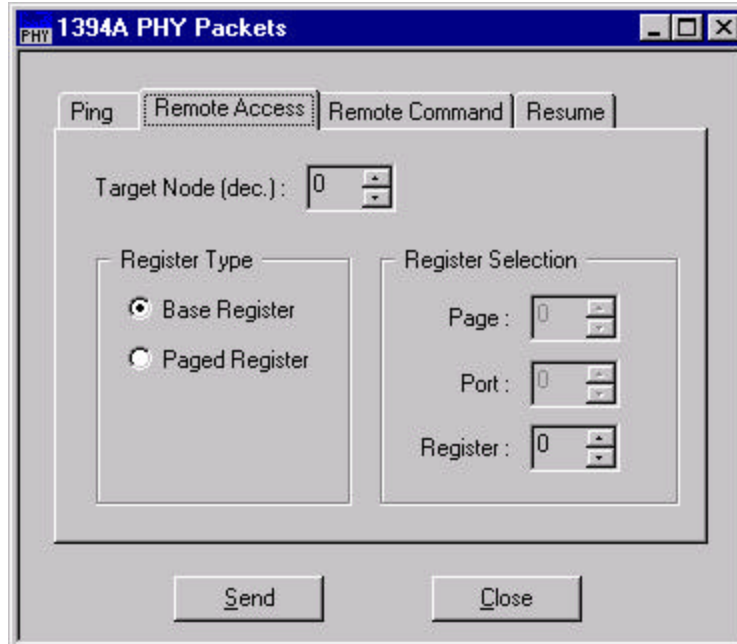 PHY 1394A PHY Packets
Ping Remote Access Remote Command Resume
Target Node (dec.) : 0
Register Type
Base Register
Paged Register
Register Selection
Page : 0
Port : 0
Register : 0
Send Close